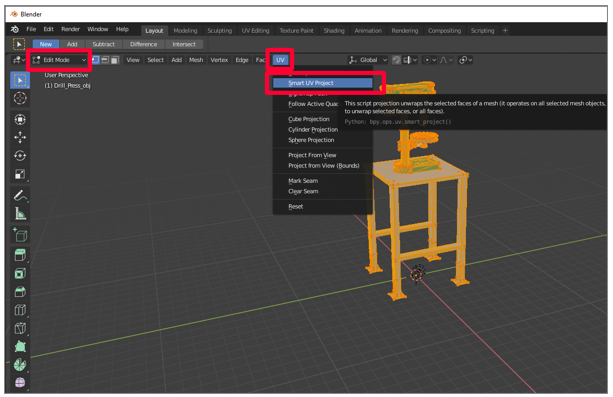 Blender
File Edit Render Window Help Layout Modeling Sculpting UV Editing Texture Paint Shading Animation Rendering Compositing Scripting +
New Add Subtract Difference Intersect
Edit Mode View Select Add Mesh Vertex Edge Fac UV Global
User Perspective
(1) Drill_Press_obj
Smart UV Project
Follow Active Quac
This script projection unwraps the selected faces of a mesh (it operates on all selected mesh objects,
to unwrap selected faces, or all faces).
Python: bpy.ops.uv.smart_project()
Cube Projection
Cylinder Projection
Sphere Projection
Project From View
Project from View (Bounds)
Mark Seam
Clear Seam
Reset